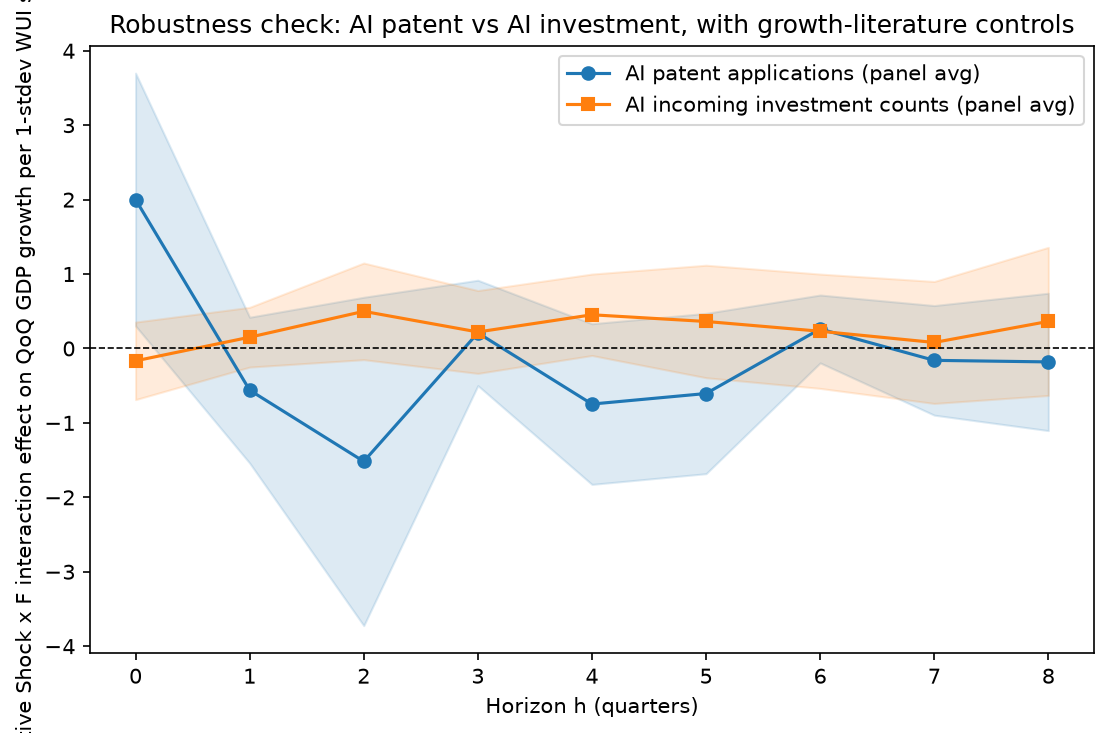 Robustness check: AI patent vs AI investment, with growth-literature controls
AI patent applications (panel avg)
AI incoming investment counts (panel avg)
Shock x F interaction effect on QoQ GDP growth per 1-stdev WUI
4
3
2
1
0
−1
−2
−3
−4
0 1 2 3 4 5 6 7 8
Horizon h (quarters)